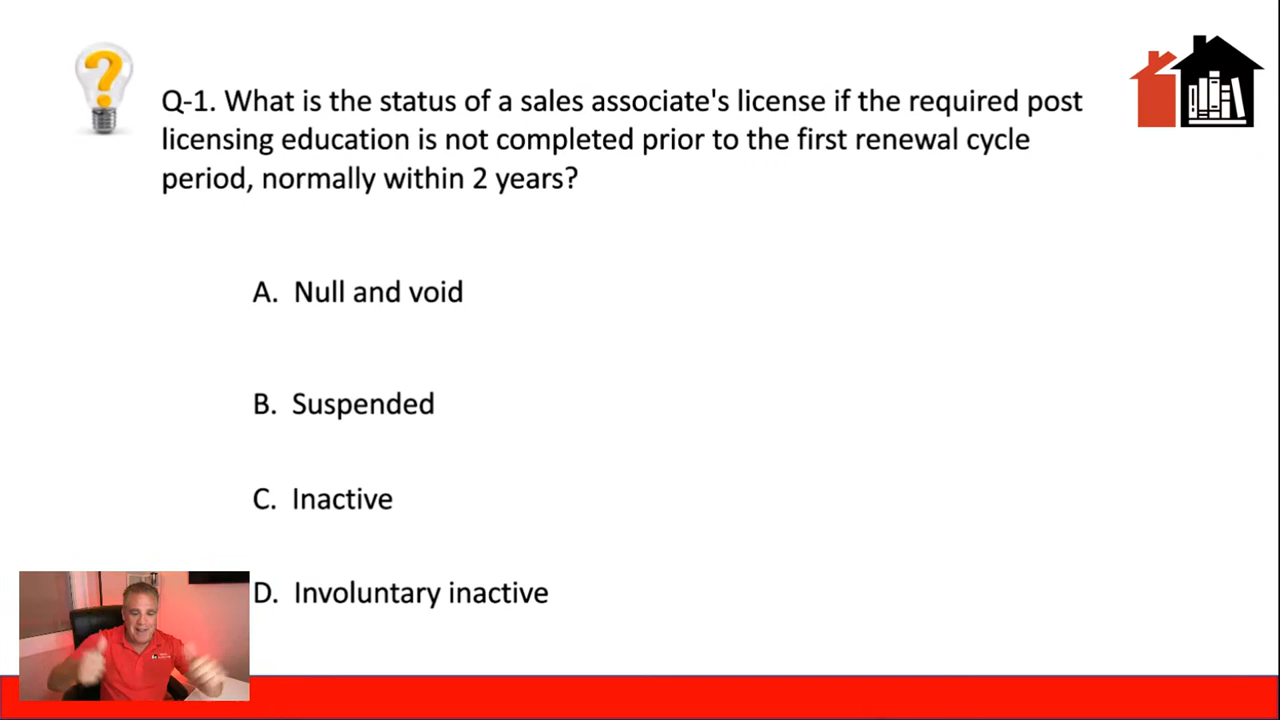 Q-1. What is the status of a sales associate's license if the required post
licensing education is not completed prior to the first renewal cycle
period, normally within 2 years?
A. Null and void
B. Suspended
C. Inactive
D. Involuntary inactive